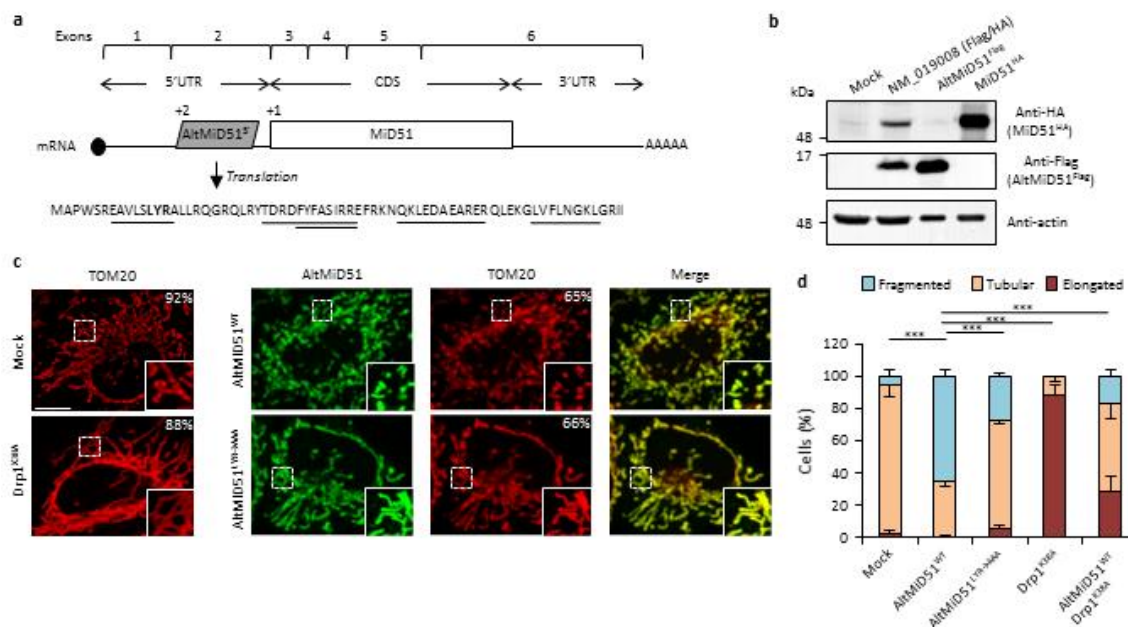 a
Exons 1 2 3 4 5 6
5'UTR CDS 3'UTR
+2 +1
mRNA AltMiD51$ MiD51 AAAAA
Translation
MAPWSREAVLSLYRALLRQGRQLRYTDRDFYFASIRREFRKNQKLEDAEARERQLEKGLVFLNGKLGRII
b
Mock
NM_019008 (Flag/HA)
AltMiD51Flag
MiD51HA
kDa
48
Anti-HA
(MiD51HA)
17
Anti-Flag
(AltMiD51Flag)
48
Anti-actin
c
TOM20 AltMiD51 TOM20 Merge
Mock
92%
AltMiD51WT
65%
Drp1K38A
88%
AltMiD51LYR→AAA
66%
d
Fragmented Tubular Elongated
***
***
***
***
Cells (%)
120
100
80
60
40
20
0
Mock
AltMiD51WT
AltMiD51LYR→AAA
Drp1K38A
AltMiD51WT
Drp1K38A